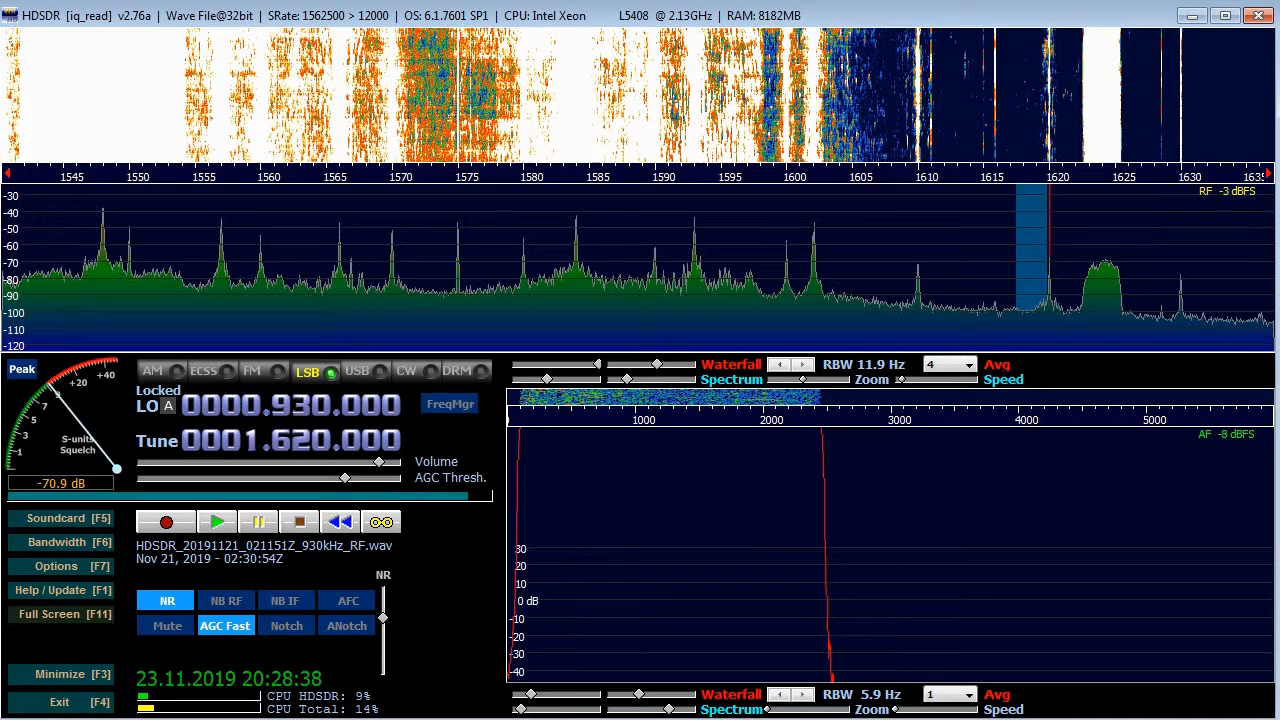 HDSDR [iq_read] v2.76a | Wave File@32bit | sRate: 1562500 > 12000 | OS: 6.1.7601 SP1 | CPU: Intel Xeon L5408 @ 2.13GHz | RAM: 8182MB
1545 1550 1555 1560 1565 1570 1575 1580 1585 1590 1595 1600 1605 1610 1615 1620 1625 1630 1635
RF -3 dBFS
-30
-40
-50
-60
-70
-80
-90
-100
-110
-120
Peak
1 3 5 7 9 +20 +40
S-units
Squelch
-70.9 dB
AM ECSS FM LSB USB CW DRM
Locked
LO A 0000.930.000 FreqMgr
Tune 0001.620.000
Volume
AGC Thresh.
Waterfall RBW 11.9 Hz 4 Avg
Spectrum Zoom Speed
1000 2000 3000 4000 5000
AF -8 dBFS
30
20
10
0 dB
-10
-20
-30
-40
Soundcard [F5]
Bandwidth [F6]
Options [F7]
Help / Update [F1]
Full Screen [F11]
Minimize [F3]
Exit [F4]
HDSDR_20191121_021151Z_930kHz_RF.wav
Nov 21, 2019 - 02:30:54Z
NR
NR NB RF NB IF AFC
Mute AGC Fast Notch ANotch
23.11.2019 20:28:38
CPU HDSDR: 9%
CPU Total: 14%
Waterfall RBW 5.9 Hz 1 Avg
Spectrum Zoom Speed